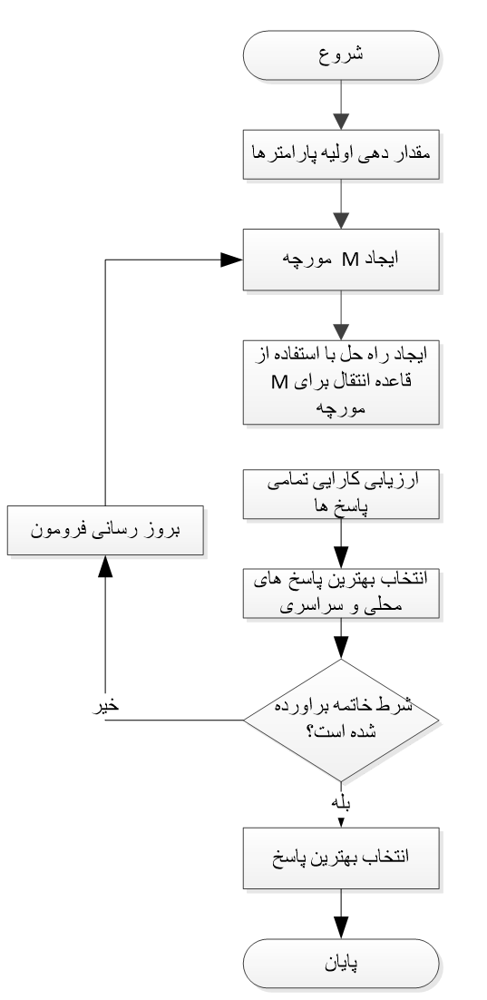 شروع
مقدار دهی اولیه پارامترها
ایجاد M مورچه
ایجاد راه حل با استفاده از
قاعده انتقال برای M
مورچه
ارزیابی کارایی تمامی
پاسخ ها
بروز رسانی فرومون
انتخاب بهترین پاسخ های
محلی و سراسری
شرط خاتمه براورده
شده است؟
خیر
بله
انتخاب بهترین پاسخ
پایان